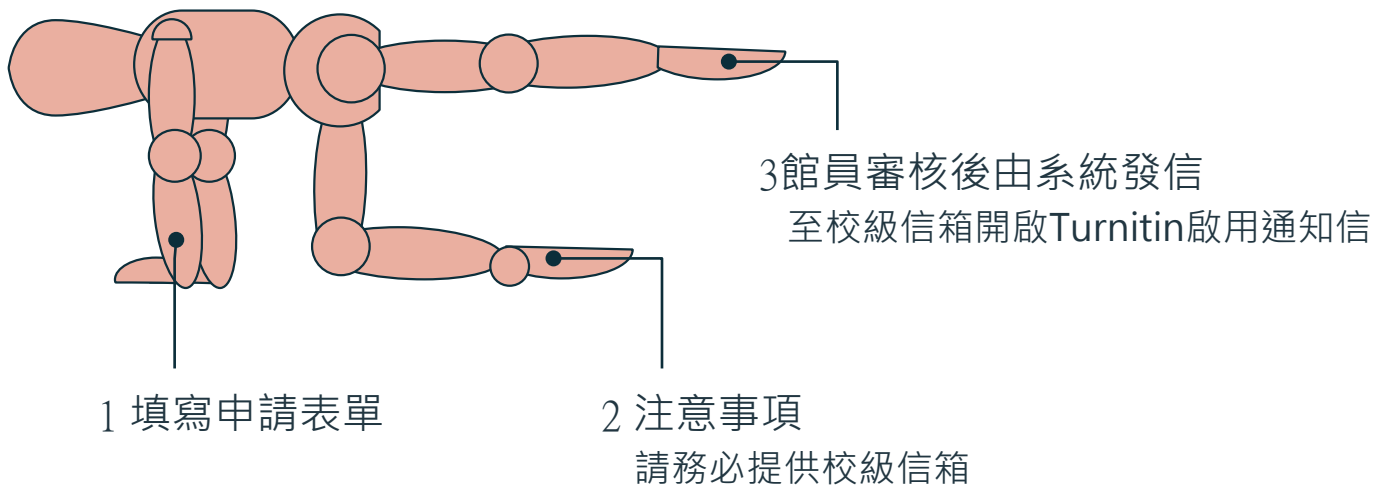 1 填寫申請表單
2 注意事項
請務必提供校級信箱
3館員審核後由系統發信
至校級信箱開啟Turnitin啟用通知信